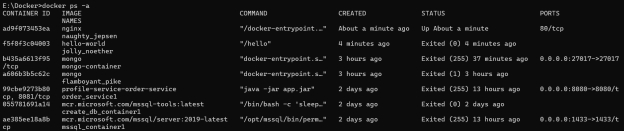 E:\Docker>docker ps -a
CONTAINER ID IMAGE COMMAND CREATED STATUS PORTS
NAMES
ad9f073453ea nginx "/docker-entrypoint.…" About a minute ago Up About a minute 80/tcp
naughty_jepsen
f5f0f3c04003 hello-world "/hello" 4 minutes ago Exited (0) 4 minutes ago
jolly_noether
b435a6613f95 mongo "docker-entrypoint.s…" 3 hours ago Exited (255) 37 minutes ago 0.0.0.0:27017->27017
/tcp mongo-container
a606b3b5c62c mongo "docker-entrypoint.s…" 3 hours ago Exited (1) 3 hours ago
flamboyant_pike
99cbe9273b80 profile-service-order-service "java -jar app.jar" 2 days ago Exited (255) 13 hours ago 0.0.0.0:8080->8080/t
cp, 8081/tcp order_service1
055781691a14 mcr.microsoft.com/mssql-tools:latest "/bin/bash -c 'sleep…" 2 days ago Exited (0) 2 days ago
create_db_container1
ae385ee18a8b mcr.microsoft.com/mssql/server:2019-latest "/opt/mssql/bin/perm…" 2 days ago Exited (255) 13 hours ago 0.0.0.0:1433->1433/t
cp mssql_container1